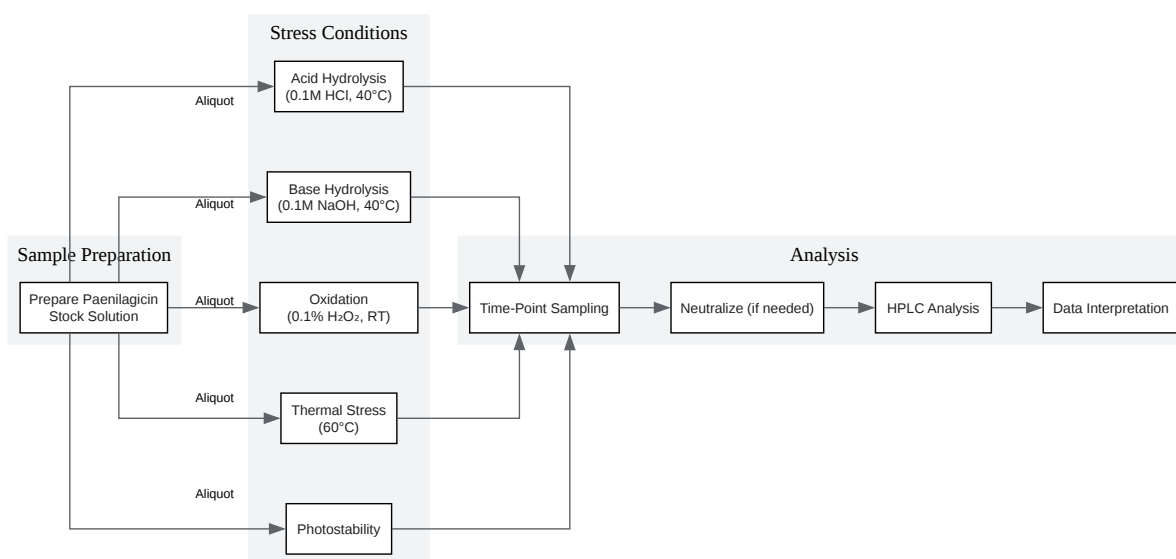 Stress Conditions
Acid Hydrolysis
(0.1M HCl, 40°C)
Aliquot
Base Hydrolysis
(0.1M NaOH, 40°C)
Aliquot
Sample Preparation
Analysis
Prepare Paenilagicin
Stock Solution
Aliquot
Oxidation
(0.1% H₂O₂, RT)
Time-Point Sampling
Neutralize (if needed)
HPLC Analysis
Data Interpretation
Aliquot
Thermal Stress
(60°C)
Aliquot
Photostability